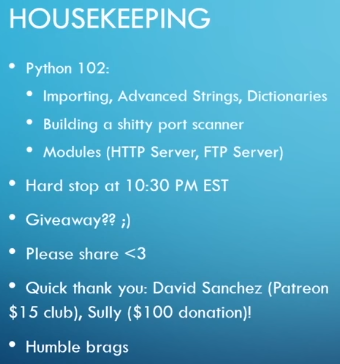 HOUSEKEEPING
• Python 102:
• Importing, Advanced Strings, Dictionaries
• Building a shitty port scanner
• Modules (HTTP Server, FTP Server)
• Hard stop at 10:30 PM EST
• Giveaway?? ;)
• Please share <3
• Quick thank you: David Sanchez (Patreon
$15 club), Sully ($100 donation)!
• Humble brags